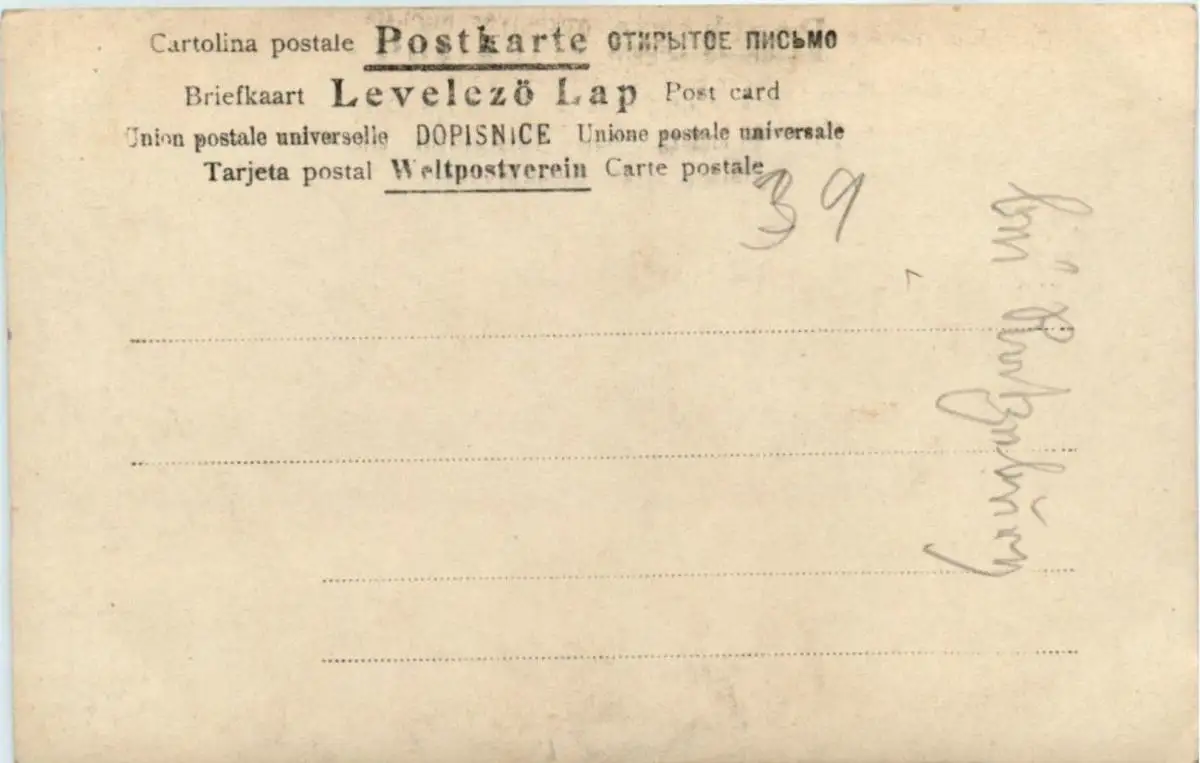 Cartolina postale Postkarte ОТКРЫТОЕ ПИСЬМО
Briefkaart Levelező Lap Post card
Union postale universelle DOPISNICE Unione postale universale
Tarjeta postal Weltpostverein Carte postale
39